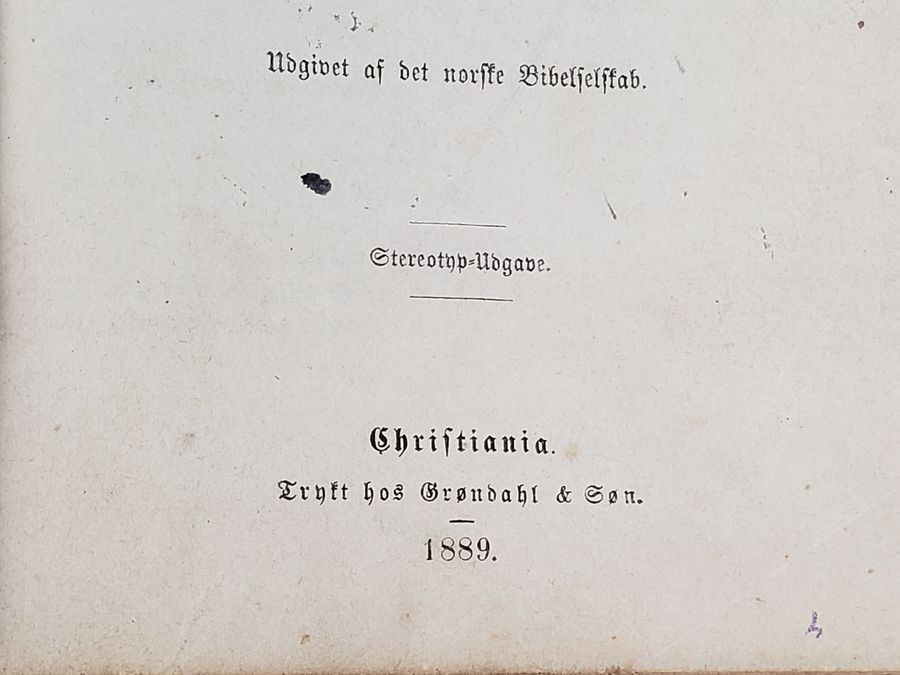 Udgivet af det norske Bibelselskab.
Stereotyp-Udgave.
Christiania.
Trykt hos Grøndahl & Søn.
1889.